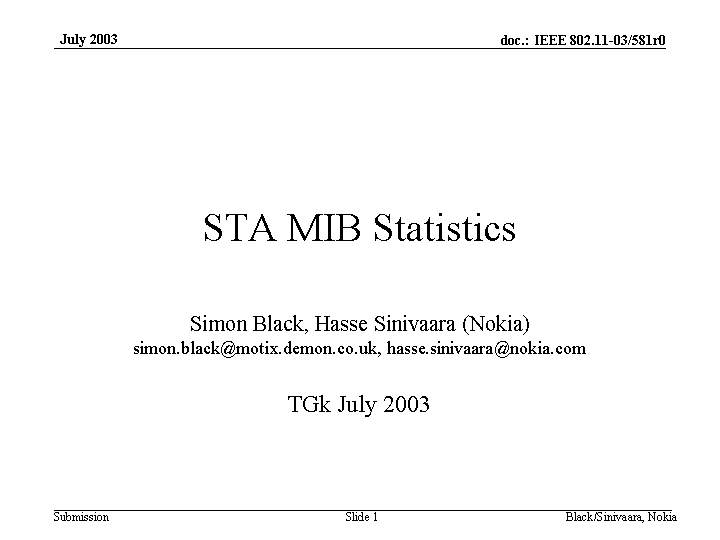 July 2003
doc.: IEEE 802.11-03/581r0
STA MIB Statistics
Simon Black, Hasse Sinivaara (Nokia)
simon.black@motix.demon.co.uk, hasse.sinivaara@nokia.com
TGk July 2003
Submission
Slide 1
Black/Sinivaara, Nokia